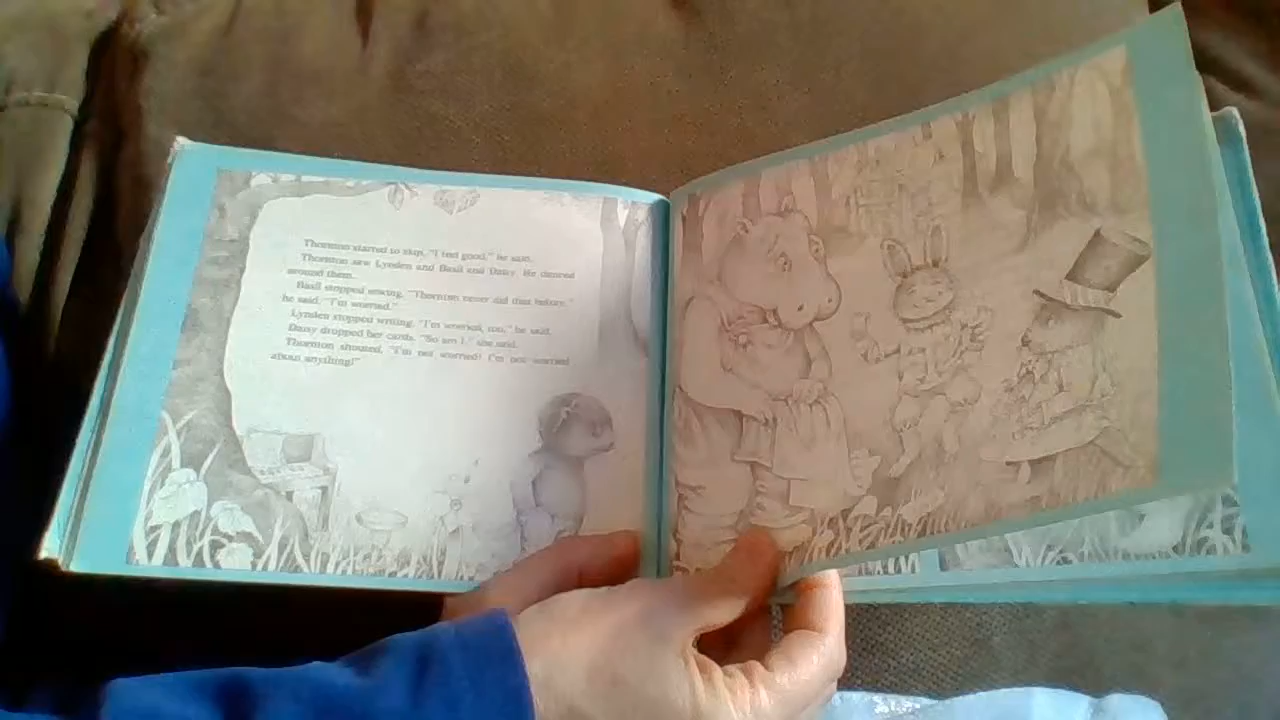 Thornton started to skip. "I feel good," he said.
Thornton saw Lynden and Basil and Daisy. He danced
around them.
Basil stopped sewing. "Thornton never did that before,"
he said. "I'm worried."
Lynden stopped writing. "I'm worried, too," he said.
Daisy dropped her cards. "So am I," she said.
Thornton shouted, "I'm not worried! I'm not worried
about anything!"